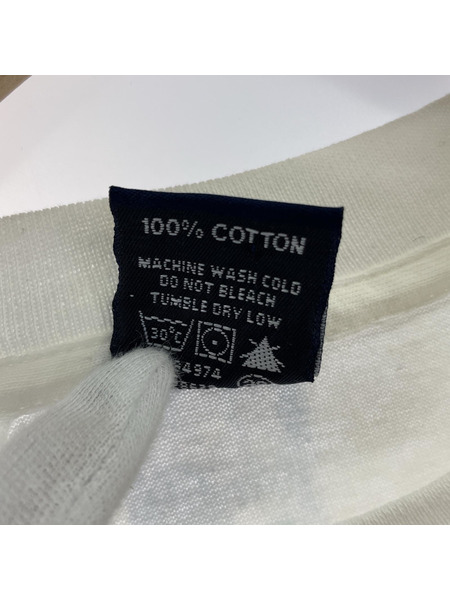 100% COTTON
MACHINE WASH COLD
DO NOT BLEACH
TUMBLE DRY LOW
30°C